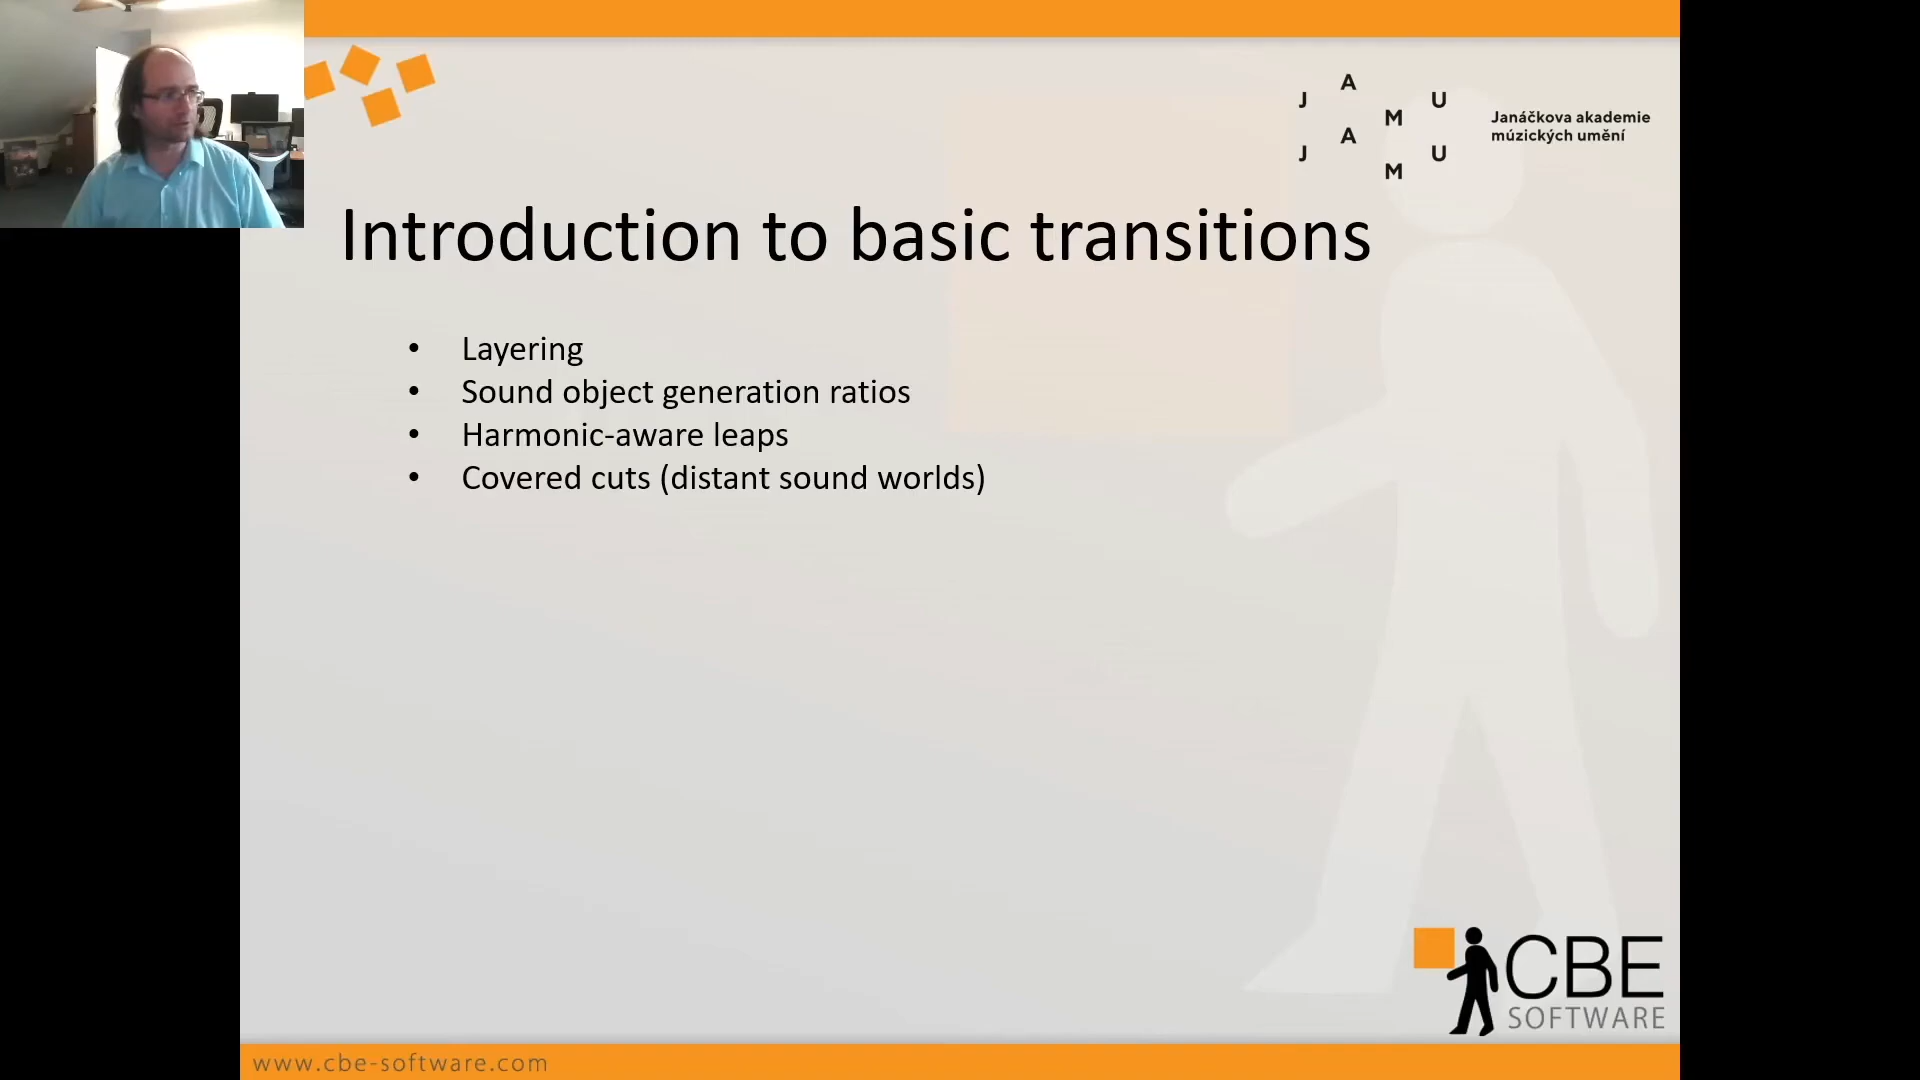 J A M U
J A M U
Janáčkova akademie
múzických umění
Introduction to basic transitions
• Layering
• Sound object generation ratios
• Harmonic-aware leaps
• Covered cuts (distant sound worlds)
CBE
SOFTWARE
www.cbe-software.com